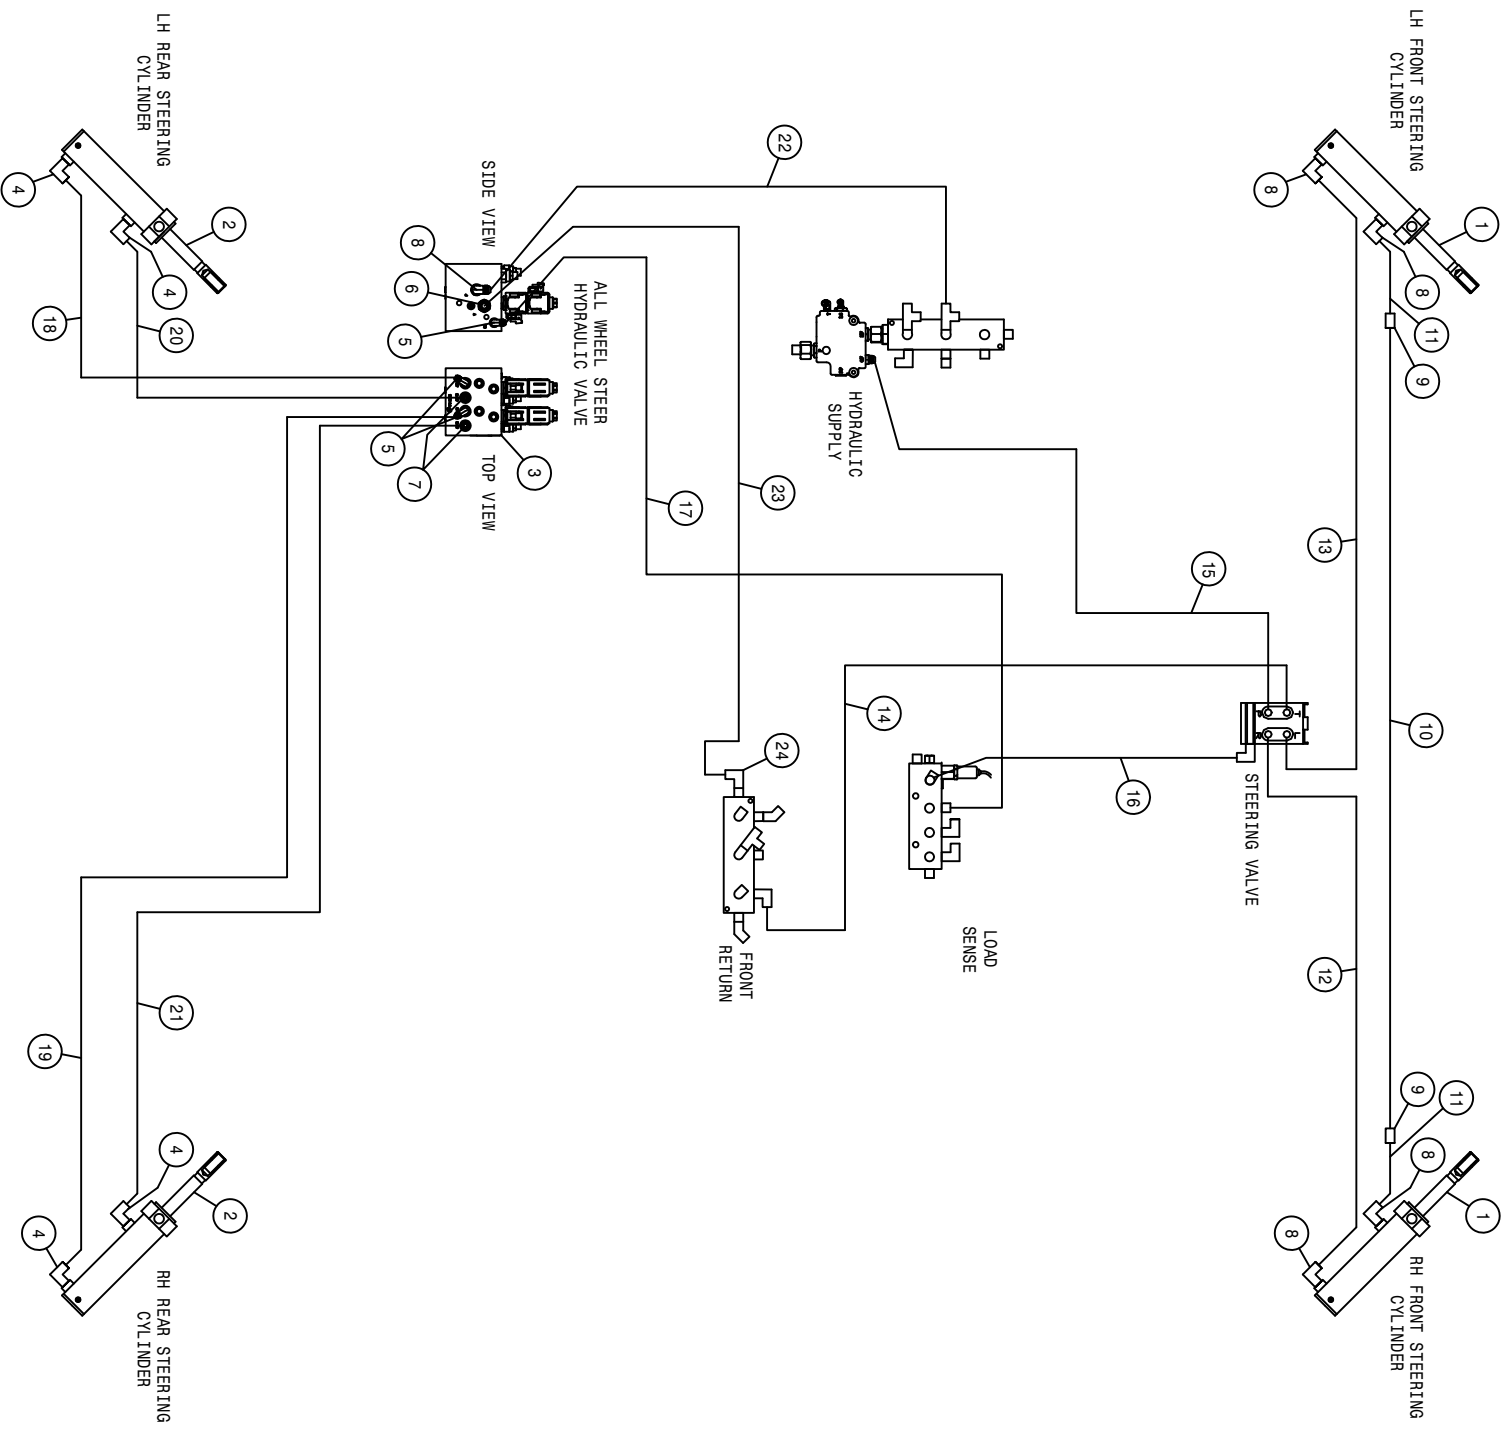 LH FRONT STEERING
CYLINDER
1
8
8
11
9
13
10
12
9
11
8
8
1
RH FRONT STEERING
CYLINDER
15
STEERING VALVE
16
14
22
HYDRAULIC
SUPPLY
LOAD
SENSE
24
FRONT
RETURN
23
17
SIDE VIEW
ALL WHEEL STEER
HYDRAULIC VALVE
8
6
5
5
7
3
TOP VIEW
LH REAR STEERING
CYLINDER
4
2
4
18
20
21
19
4
2
4
RH REAR STEERING
CYLINDER